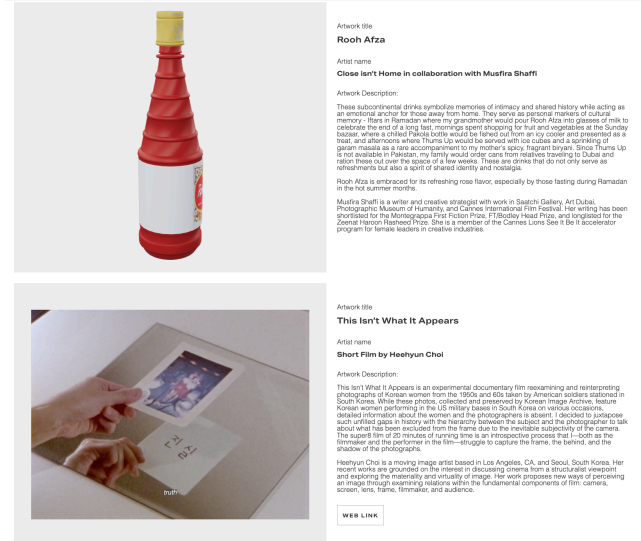 Artwork title
Rooh Afza
Artist name
Close isn't Home in collaboration with Musfira Shaffi
Artwork Description:
These subcontinental drinks symbolize memories of intimacy and shared history while acting as
an emotional anchor for those away from home. They serve as personal markers of cultural
memory - Iftars in Ramadan where my grandmother would pour Rooh Afza into glasses of milk to
celebrate the end of a long fast, mornings spent shopping for fruit and vegetables at the Sunday
bazaar, where a chilled Pakola bottle would be fished out from an icy cooler and presented as a
treat, and afternoons where Thums Up would be served with ice cubes and a sprinkling of
garam masala as a rare accompaniment to my mother's spicy, fragrant biryani. Since Thums Up
is not available in Pakistan, my family would order cans from relatives traveling to Dubai and
ration these out over the space of a few weeks. These are drinks that do not only serve as
refreshments but also a spirit of shared identity and nostalgia.
Rooh Afza is embraced for its refreshing rose flavor, especially by those fasting during Ramadan
in the hot summer months.
Musfira Shaffi is a writer and creative strategist with work in Saatchi Gallery, Art Dubai,
Photographic Museum of Humanity, and Cannes International Film Festival. Her writing has been
shortlisted for the Montegrappa First Fiction Prize, FT/Bodley Head Prize, and longlisted for the
Zeenat Haroon Rasheed Prize. She is a member of the Cannes Lions See It Be It accelerator
program for female leaders in creative industries.
진실
truth
Artwork title
This Isn't What It Appears
Artist name
Short Film by Heehyun Choi
Artwork Description:
This Isn't What It Appears is an experimental documentary film reexamining and reinterpreting
photographs of Korean women from the 1950s and 60s taken by American soldiers stationed in
South Korea. While these photos, collected and preserved by Korean Image Archive, feature
Korean women performing in the US military bases in South Korea on various occasions,
detailed information about the women and the photographers is absent. I decided to juxtapose
such unfilled gaps in history with the hierarchy between the subject and the photographer to talk
about what has been excluded from the frame due to the inevitable subjectivity of the camera.
The super8 film of 20 minutes of running time is an introspective process that I—both as the
filmmaker and the performer in the film—struggle to capture the frame, the behind, and the
shadow of the photographs.
Heehyun Choi is a moving image artist based in Los Angeles, CA, and Seoul, South Korea. Her
recent works are grounded on the interest in discussing cinema from a structuralist viewpoint
and exploring the materiality and virtuality of image. Her work proposes new ways of perceiving
an image through examining relations within the fundamental components of film: camera,
screen, lens, frame, filmmaker, and audience.
WEB LINK